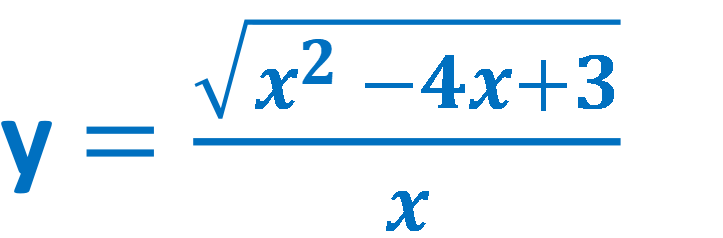 y = √(x² −4x+3) / x